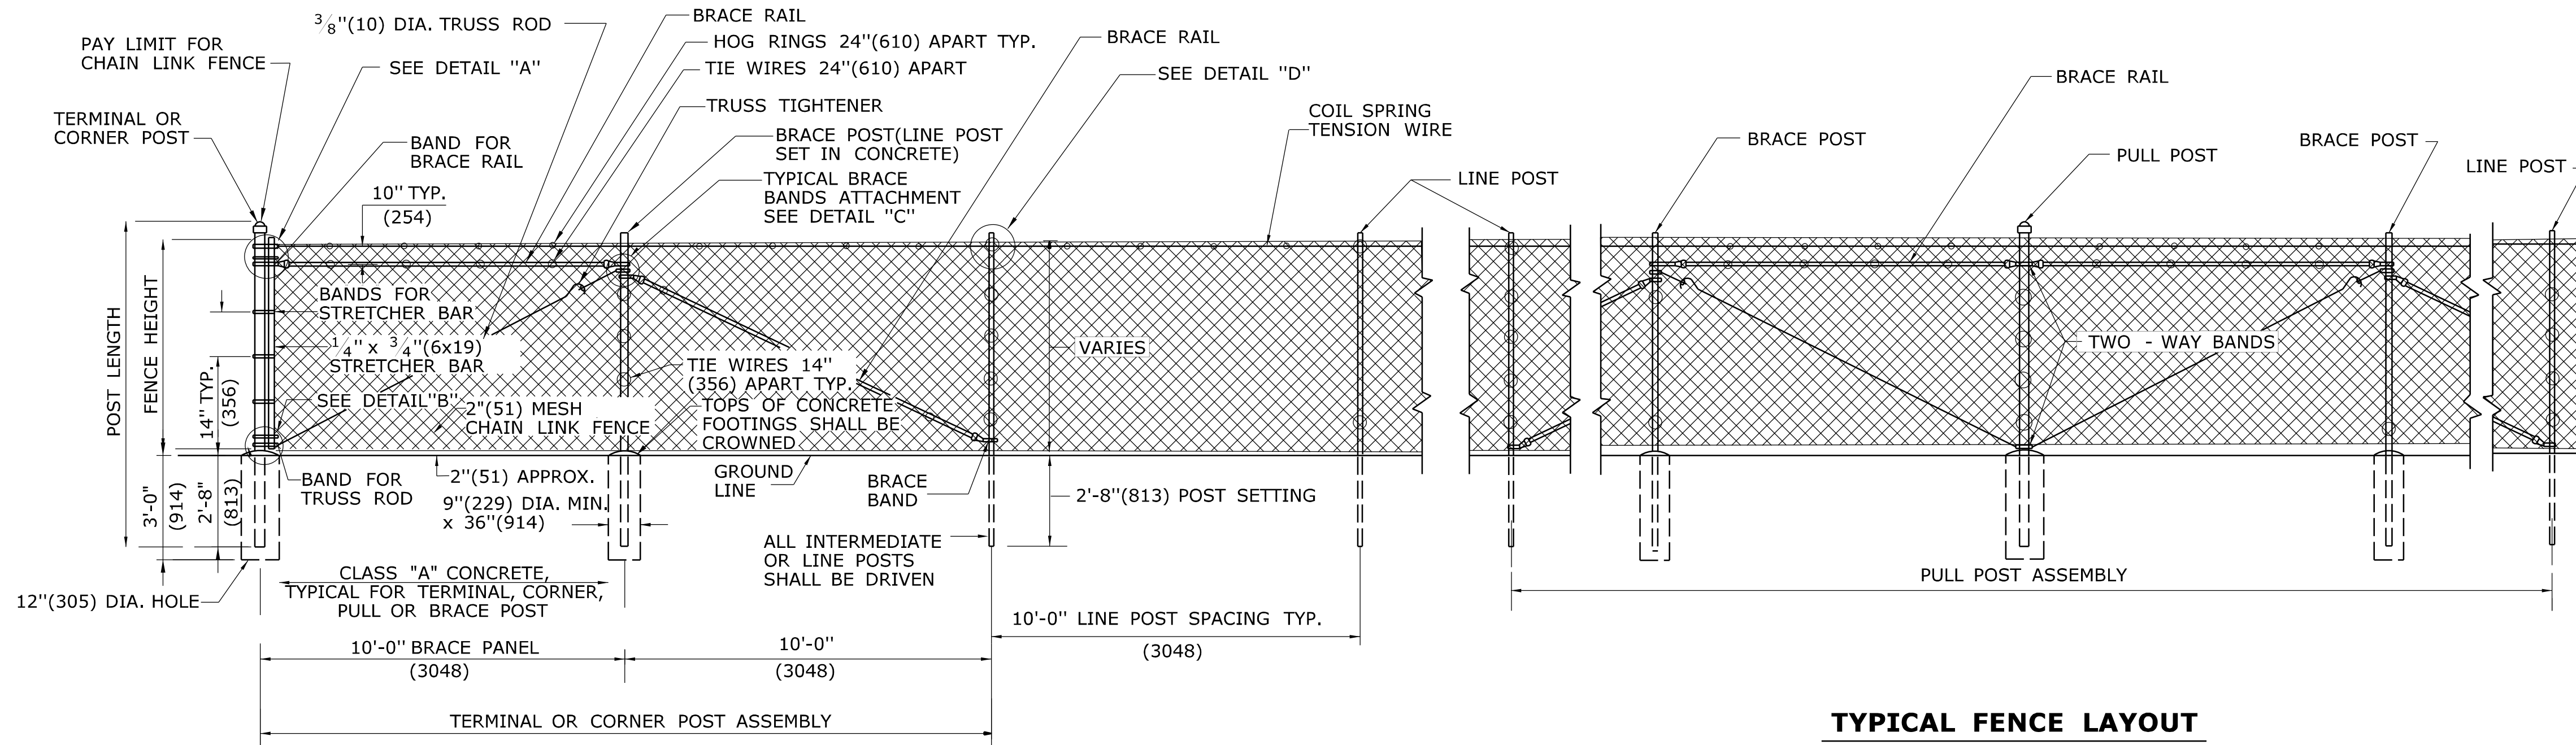 3/8"(10) DIA. TRUSS ROD
PAY LIMIT FOR
CHAIN LINK FENCE
SEE DETAIL "A"
TERMINAL OR
CORNER POST
BAND FOR
BRACE RAIL
10" TYP.
(254)
BRACE RAIL
HOG RINGS 24"(610) APART TYP.
TIE WIRES 24"(610) APART
TRUSS TIGHTENER
BRACE POST(LINE POST
SET IN CONCRETE)
TYPICAL BRACE
BANDS ATTACHMENT
SEE DETAIL "C"
BRACE RAIL
SEE DETAIL "D"
COIL SPRING
TENSION WIRE
LINE POST
BRACE POST
BRACE RAIL
PULL POST
BRACE POST
LINE POST
POST LENGTH
FENCE HEIGHT
14" TYP.
(356)
BANDS FOR
STRETCHER BAR
1/4" x 3/4"(6x19)
STRETCHER BAR
SEE DETAIL"B"
2"(51) MESH
CHAIN LINK FENCE
TIE WIRES 14"
(356) APART TYP.
TOPS OF CONCRETE
FOOTINGS SHALL BE
CROWNED
VARIES
TWO - WAY BANDS
3'-0"
(914)
2'-8"
(813)
BAND FOR
TRUSS ROD
2"(51) APPROX.
9"(229) DIA. MIN.
x 36"(914)
GROUND
LINE
BRACE
BAND
2'-8"(813) POST SETTING
ALL INTERMEDIATE
OR LINE POSTS
SHALL BE DRIVEN
12"(305) DIA. HOLE
CLASS "A" CONCRETE,
TYPICAL FOR TERMINAL, CORNER,
PULL OR BRACE POST
PULL POST ASSEMBLY
10'-0" LINE POST SPACING TYP.
(3048)
10'-0" BRACE PANEL
(3048)
10'-0"
(3048)
TERMINAL OR CORNER POST ASSEMBLY
TYPICAL FENCE LAYOUT